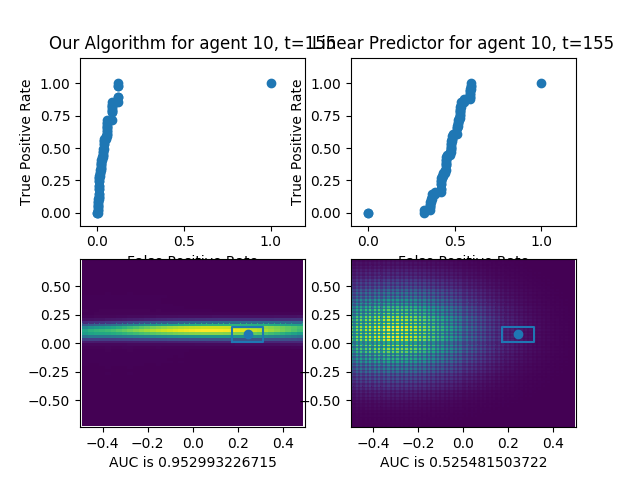 Our Algorithm for agent 10, t=155
Linear Predictor for agent 10, t=155
True Positive Rate
1.00
0.75
0.50
0.25
0.00
0.0 0.5 1.0
False Positive Rate
True Positive Rate
1.00
0.75
0.50
0.25
0.00
0.0 0.5 1.0
False Positive Rate
0.50
0.25
0.00
−0.25
−0.50
−0.4 −0.2 0.0 0.2 0.4
AUC is 0.952993226715
0.50
0.25
0.00
−0.25
−0.50
−0.4 −0.2 0.0 0.2 0.4
AUC is 0.525481503722